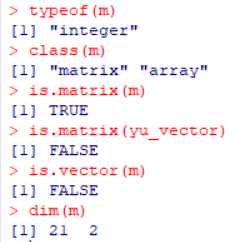 > typeof(m)
[1] "integer"
> class(m)
[1] "matrix" "array"
> is.matrix(m)
[1] TRUE
> is.matrix(yu_vector)
[1] FALSE
> is.vector(m)
[1] FALSE
> dim(m)
[1] 21  2